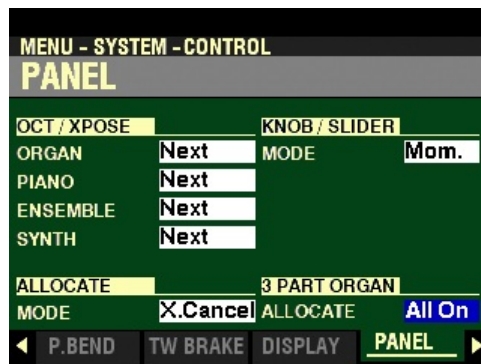 MENU - SYSTEM - CONTROL
PANEL
OCT / XPOSE KNOB / SLIDER
ORGAN Next MODE Mom.
PIANO Next
ENSEMBLE Next
SYNTH Next
ALLOCATE 3 PART ORGAN
MODE X.Cancel ALLOCATE All On
P.BEND TW BRAKE DISPLAY PANEL